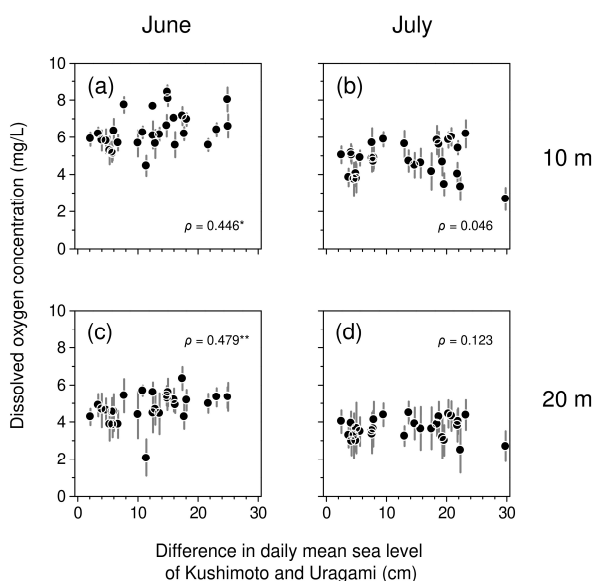 June
July
Dissolved oxygen concentration (mg/L)
10
8
6
4
2
0
(a)
ρ = 0.446*
(b)
ρ = 0.046
10 m
10
8
6
4
2
0
(c)
ρ = 0.479**
(d)
ρ = 0.123
20 m
0 10 20 30
0 10 20 30
Difference in daily mean sea level
of Kushimoto and Uragami (cm)